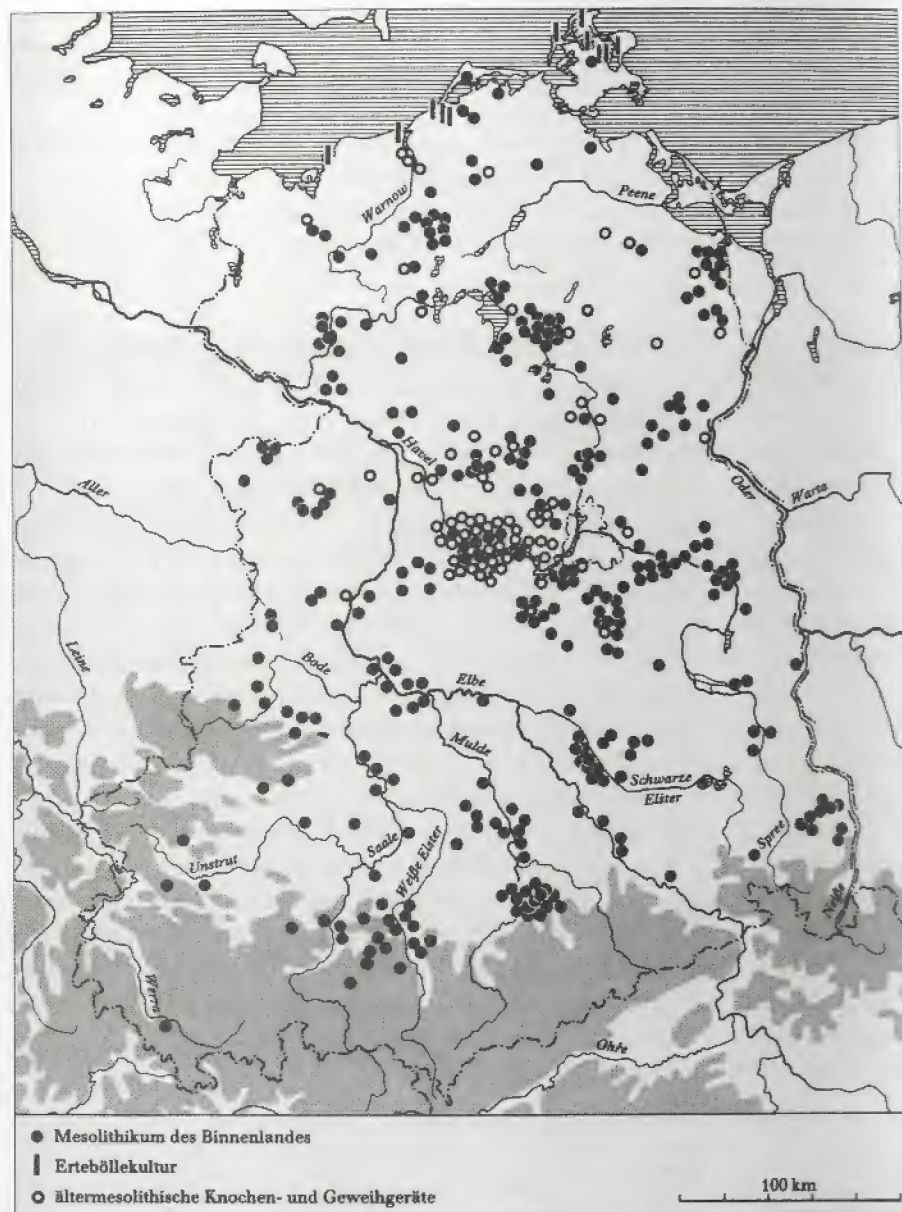 Warnow
Peene
Havel
Oder
Warta
Aller
Leine
Bode
Elbe
Mulde
Schwarze
Elster
Spree
Neiße
Saale
Weiße Elster
Unstrut
Werra
Ohře
Mesolithikum des Binnenlandes
Erteböllekultur
ältermesolithische Knochen- und Geweihgeräte
100 km